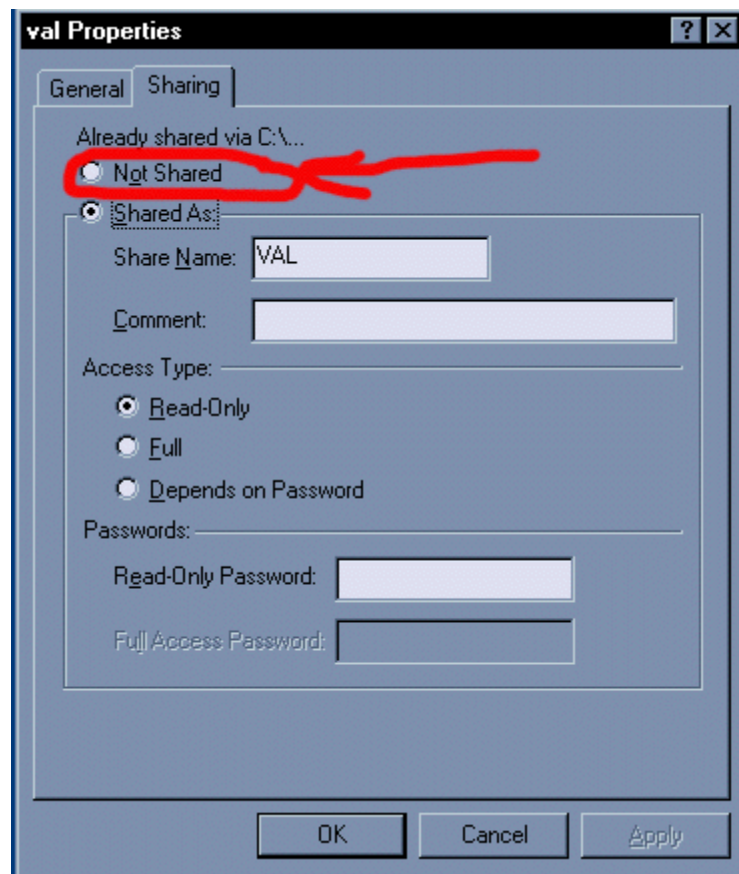 val Properties
General Sharing
Already shared via C:\...
Not Shared
Shared As:
Share Name: VAL
Comment:
Access Type:
Read-Only
Full
Depends on Password
Passwords:
Read-Only Password:
Full Access Password:
OK Cancel Apply